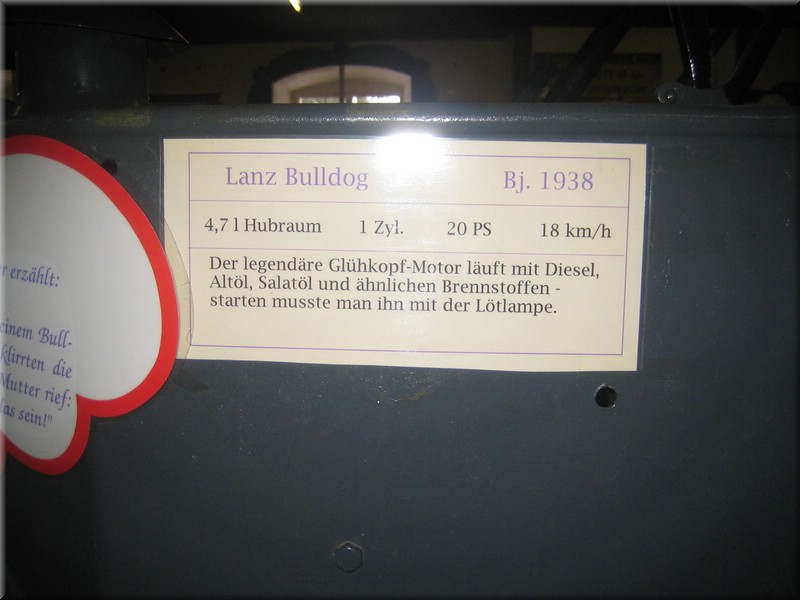 Lanz Bulldog Bj. 1938
4,7 l Hubraum 1 Zyl. 20 PS 18 km/h
Der legendäre Glühkopf-Motor läuft mit Diesel,
Altöl, Salatöl und ähnlichen Brennstoffen -
starten musste man ihn mit der Lötlampe.
erzählt:
einem Bull-
klirrten die
Mutter rief:
sein!"